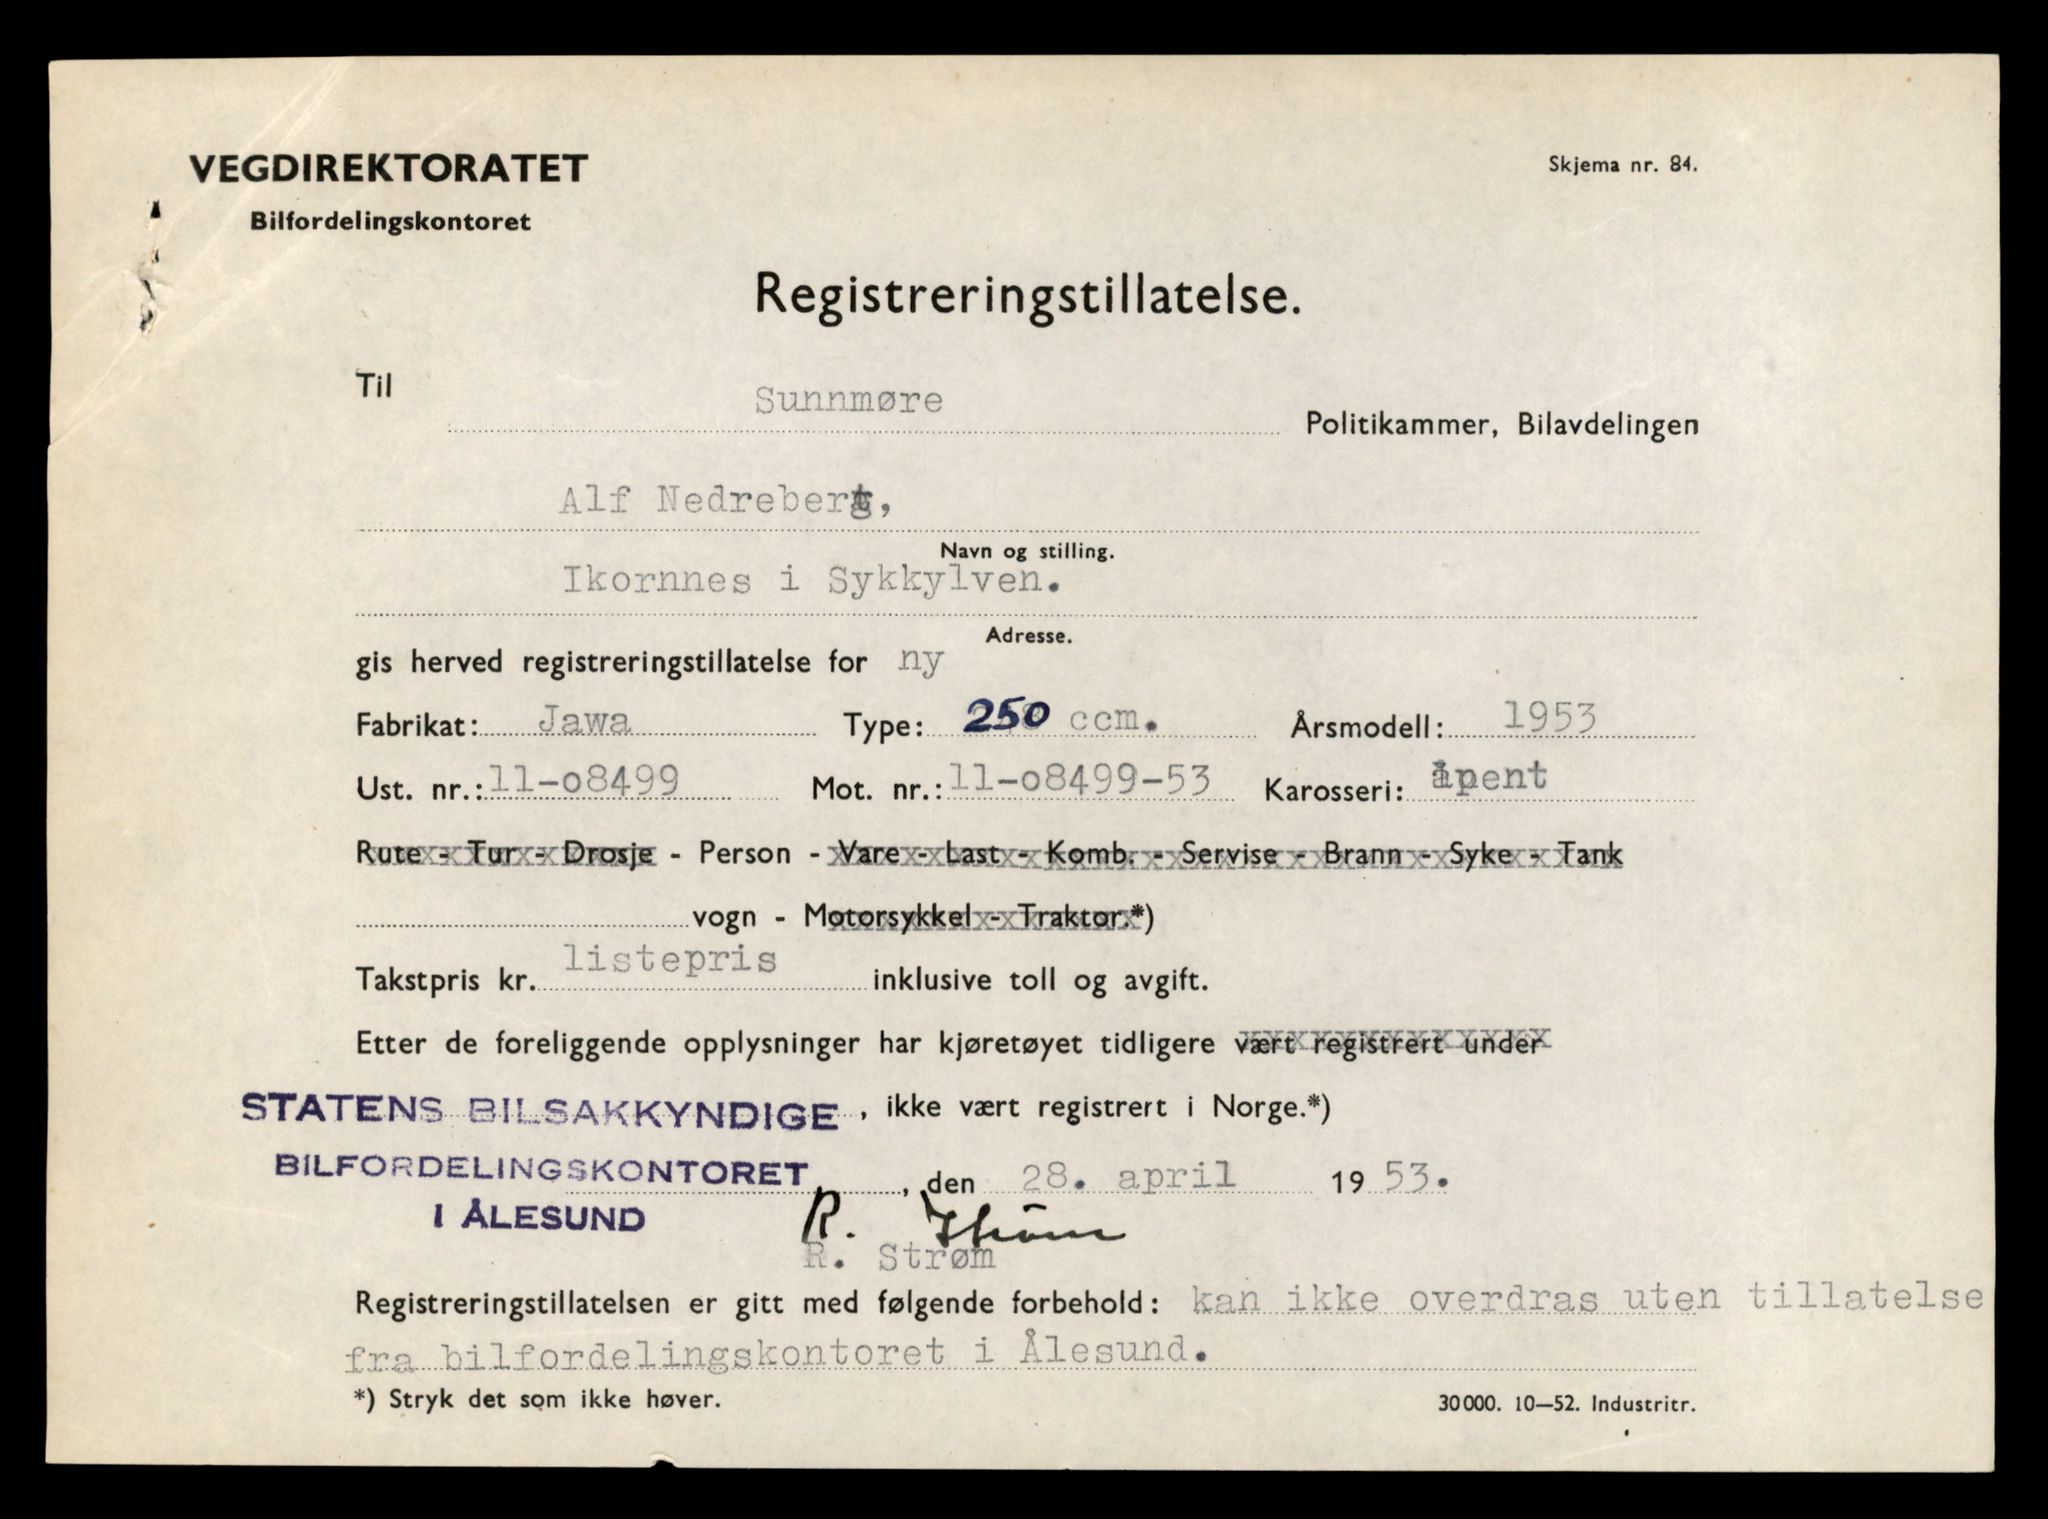 VEGDIREKTORATET
Skjema nr. 84.
Bilfordelingskontoret
Registreringstillatelse.
Til Sunnmøre Politikammer, Bilavdelingen
Alf Nedreberg,
Navn og stilling.
Ikornnes i Sykkylven.
Adresse.
gis herved registreringstillatelse for ny
Fabrikat: Jawa Type: 250 ccm. Årsmodell: 1953
Ust. nr.: 11-o8499 Mot. nr.: 11-o8499-53 Karosseri: åpent
Rute - Tur - Drosje - Person - Vare - Last - Komb. - Servise - Brann - Syke - Tank
vogn - Motorsykkel - Traktor.*)
Takstpris kr. listepris inklusive toll og avgift.
Etter de foreliggende opplysninger har kjøretøyet tidligere vært registrert under
STATENS BILSAKKYNDIGE , ikke vært registrert i Norge.*)
BILFORDELINGSKONTORET , den 28. april 19 53.
I ÅLESUND R. Strøm
R. Strøm
Registreringstillatelsen er gitt med følgende forbehold: kan ikke overdras uten tillatelse
fra bilfordelingskontoret i Ålesund.
*) Stryk det som ikke høver.
30000. 10—52. Industritr.